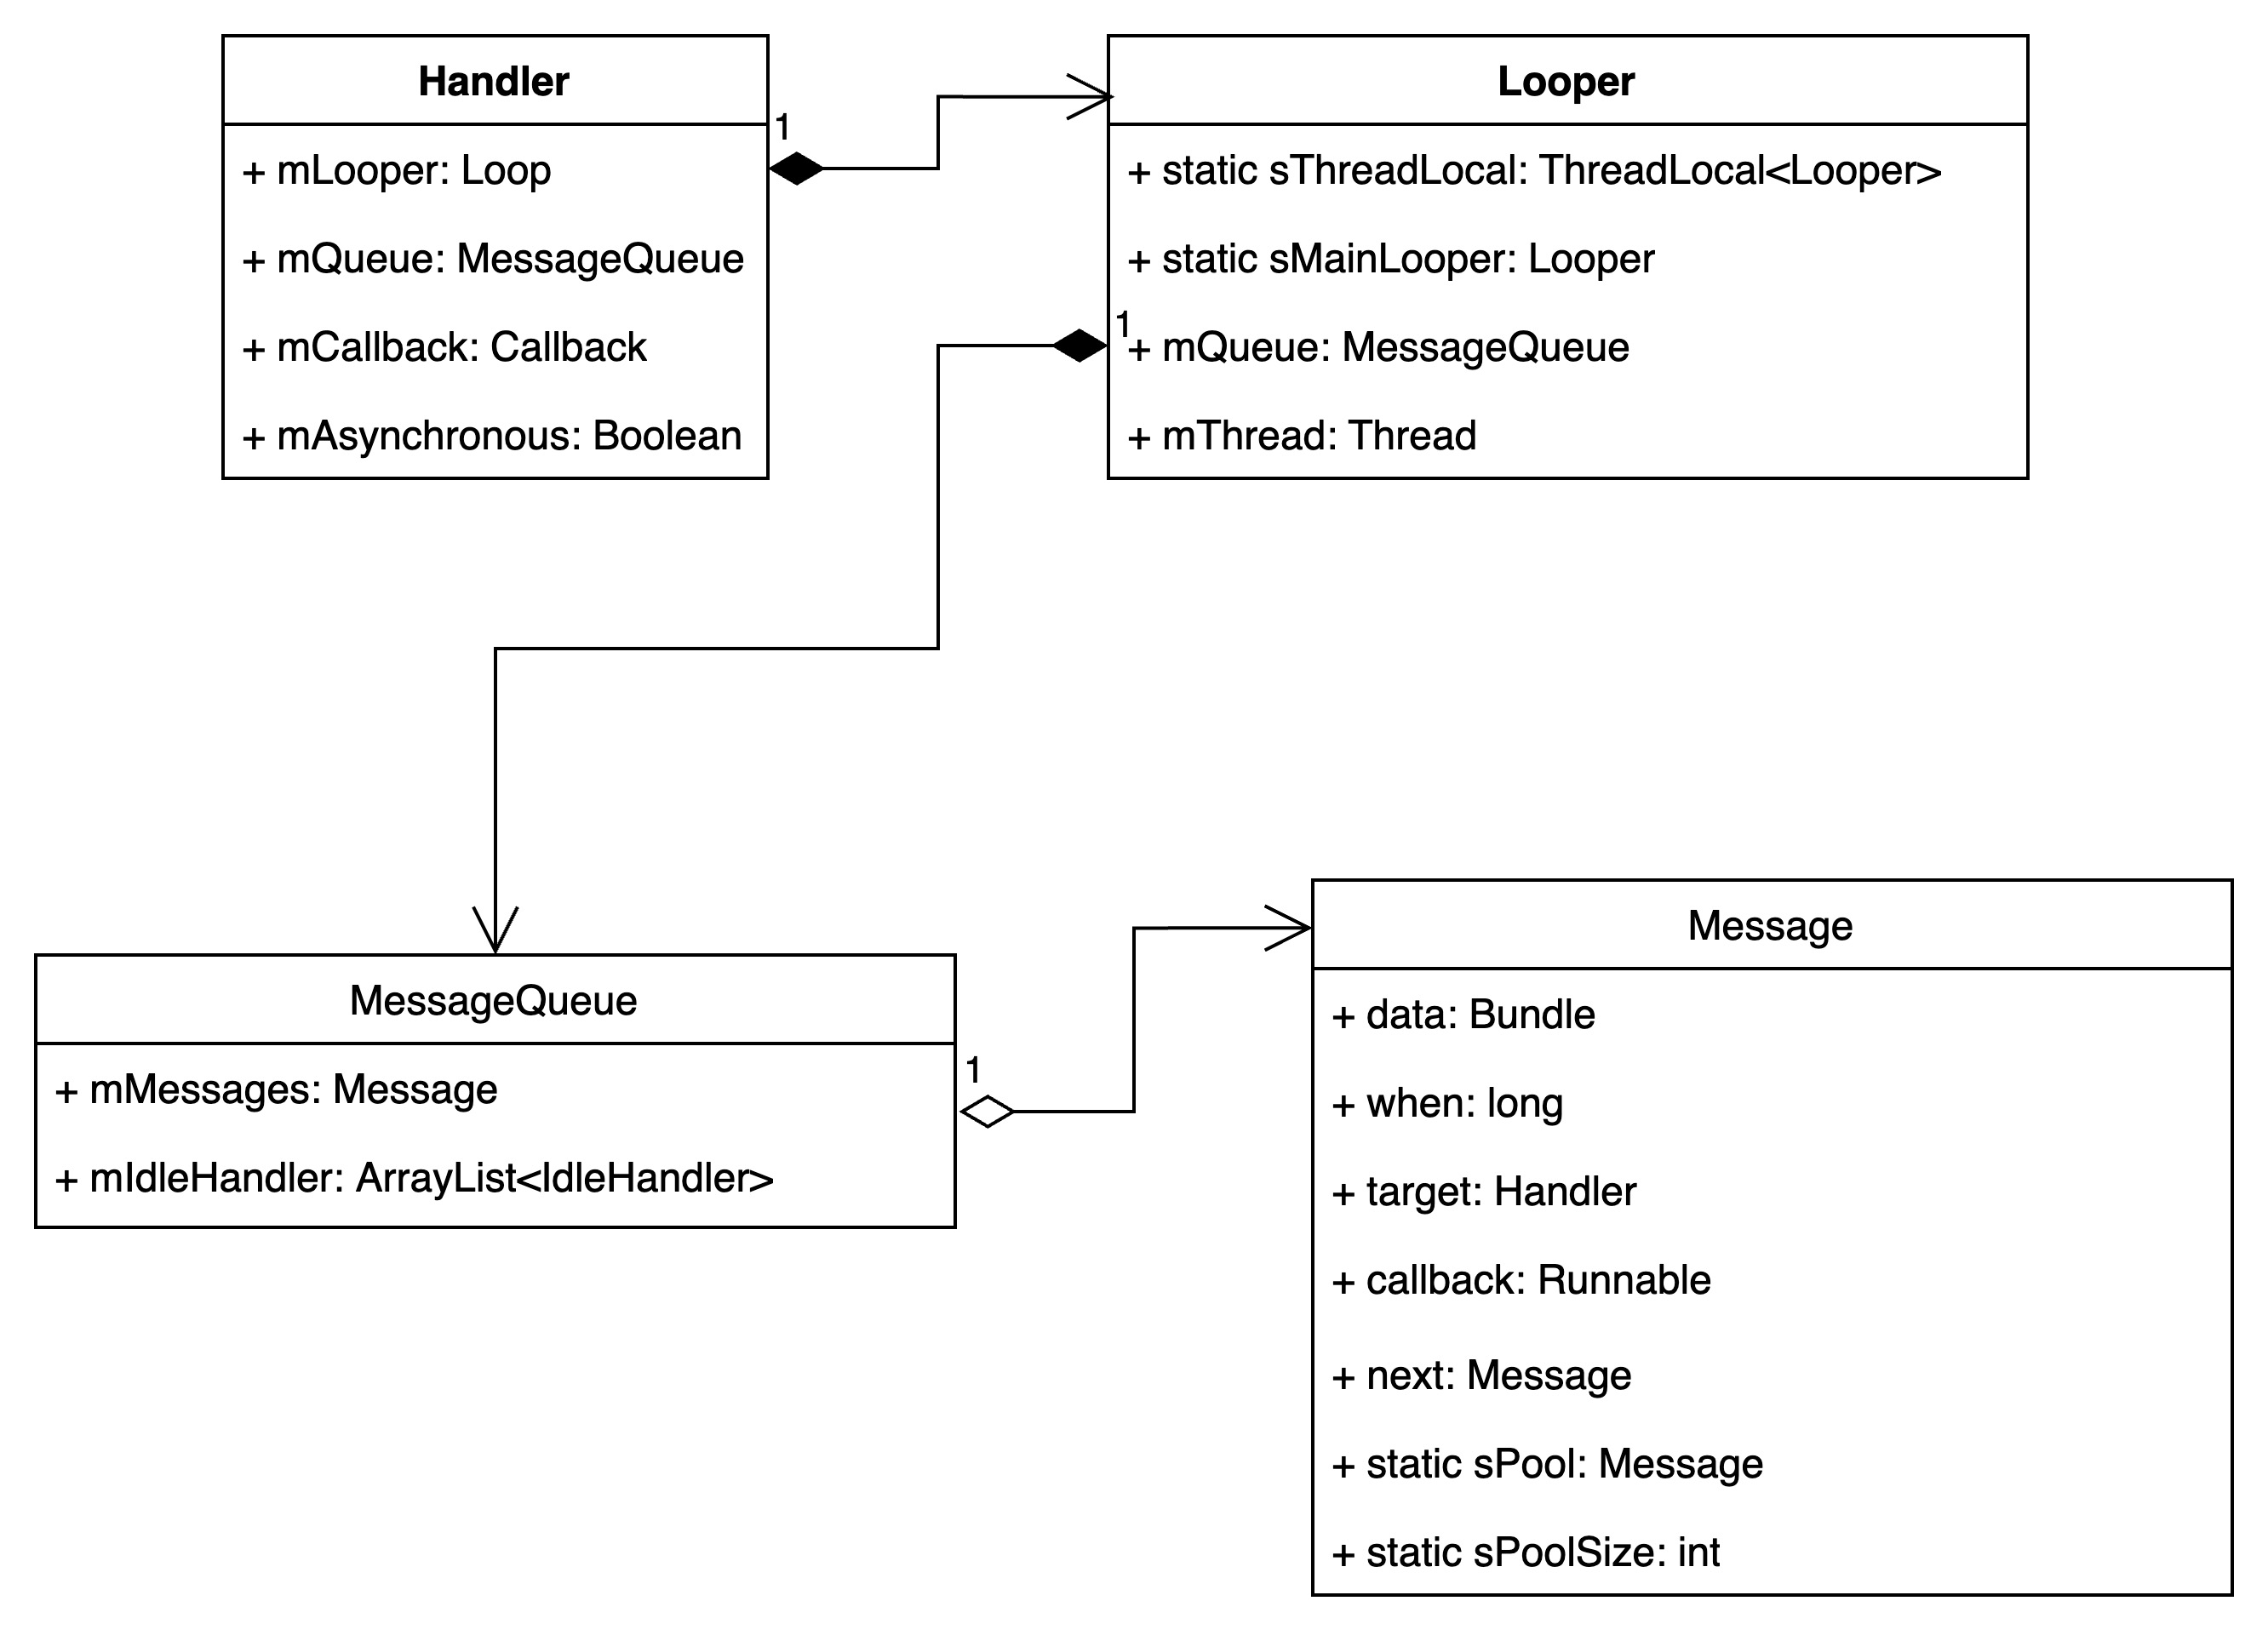 Handler
1
+ mLooper: Loop
+ mQueue: MessageQueue
+ mCallback: Callback
+ mAsynchronous: Boolean
Looper
+ static sThreadLocal: ThreadLocal<Looper>
+ static sMainLooper: Looper
1
+ mQueue: MessageQueue
+ mThread: Thread
MessageQueue
1
+ mMessages: Message
+ mIdleHandler: ArrayList<IdleHandler>
Message
+ data: Bundle
+ when: long
+ target: Handler
+ callback: Runnable
+ next: Message
+ static sPool: Message
+ static sPoolSize: int